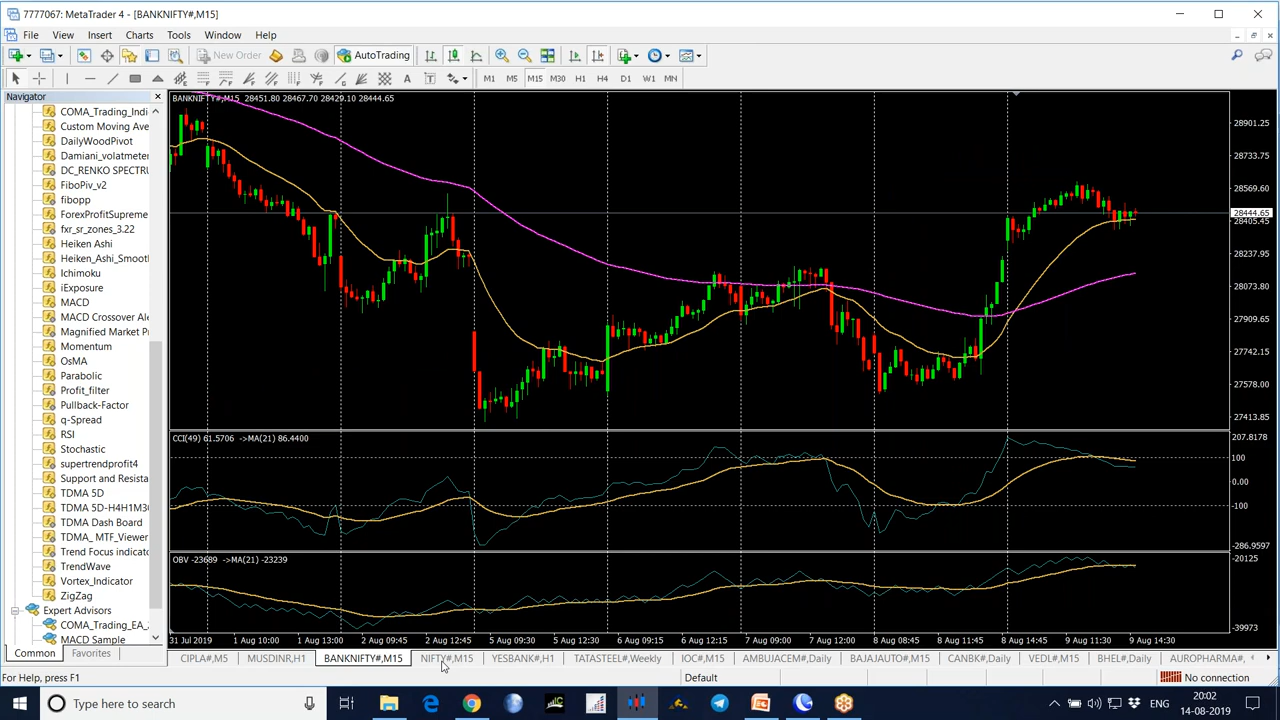 7777067: MetaTrader 4 - [BANKNIFTY#,M15]
File View Insert Charts Tools Window Help
New Order AutoTrading
A T M1 M5 M15 M30 H1 H4 D1 W1 MN
Navigator
COMA_Trading_Indi
Custom Moving Ave
DailyWoodPivot
Damiani_volatmeter
DC_RENKO SPECTRU
FiboPiv_v2
fibopp
ForexProfitSupreme
fxr_sr_zones_3.22
Heiken Ashi
Heiken_Ashi_Smoot
Ichimoku
iExposure
MACD
MACD Crossover Ale
Magnified Market Pr
Momentum
OsMA
Parabolic
Profit_filter
Pullback-Factor
q-Spread
RSI
Stochastic
supertrendprofit4
Support and Resista
TDMA 5D
TDMA 5D-H4H1M30
TDMA Dash Board
TDMA_ MTF_Viewer
Trend Focus indicato
TrendWave
Vortex_Indicator
ZigZag
Expert Advisors
COMA_Trading_EA_
MACD Sample
Common Favorites
BANKNIFTY#,M15 28451.80 28467.70 28429.10 28444.65
28901.25
28733.75
28569.60
28444.65
28405.45
28237.95
28073.80
27909.65
27742.15
27578.00
27413.85
CCI(49) 61.5706 ->MA(21) 86.4400
207.8178
100
0.00
-100
-286.9597
OBV -23689 ->MA(21) -23239
-20125
-39973
31 Jul 2019 1 Aug 10:00 1 Aug 13:00 2 Aug 09:45 2 Aug 12:45 5 Aug 09:30 5 Aug 12:30 6 Aug 09:15 6 Aug 12:15 7 Aug 09:00 7 Aug 12:00 8 Aug 08:45 8 Aug 11:45 8 Aug 14:45 9 Aug 11:30 9 Aug 14:30
CIPLA#,M5 MUSDINR,H1 BANKNIFTY#,M15 NIFTY#,M15 YESBANK#,H1 TATASTEEL#,Weekly IOC#,M15 AMBUJACEM#,Daily BAJAJAUTO#,M15 CANBK#,Daily VEDL#,M15 BHEL#,Daily AUROPHARMA#,
For Help, press F1 Default No connection
Type here to search
ENG
20:02
14-08-2019